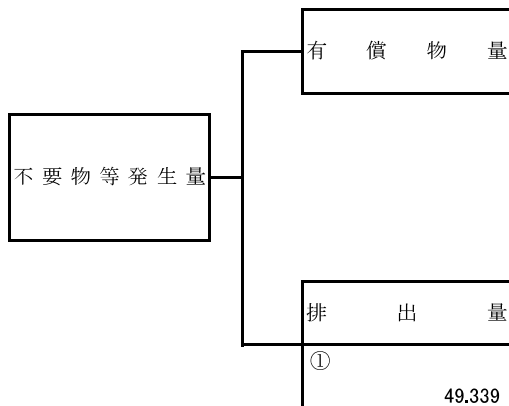 有償物量
不要物等発生量
排出量
①
49.339